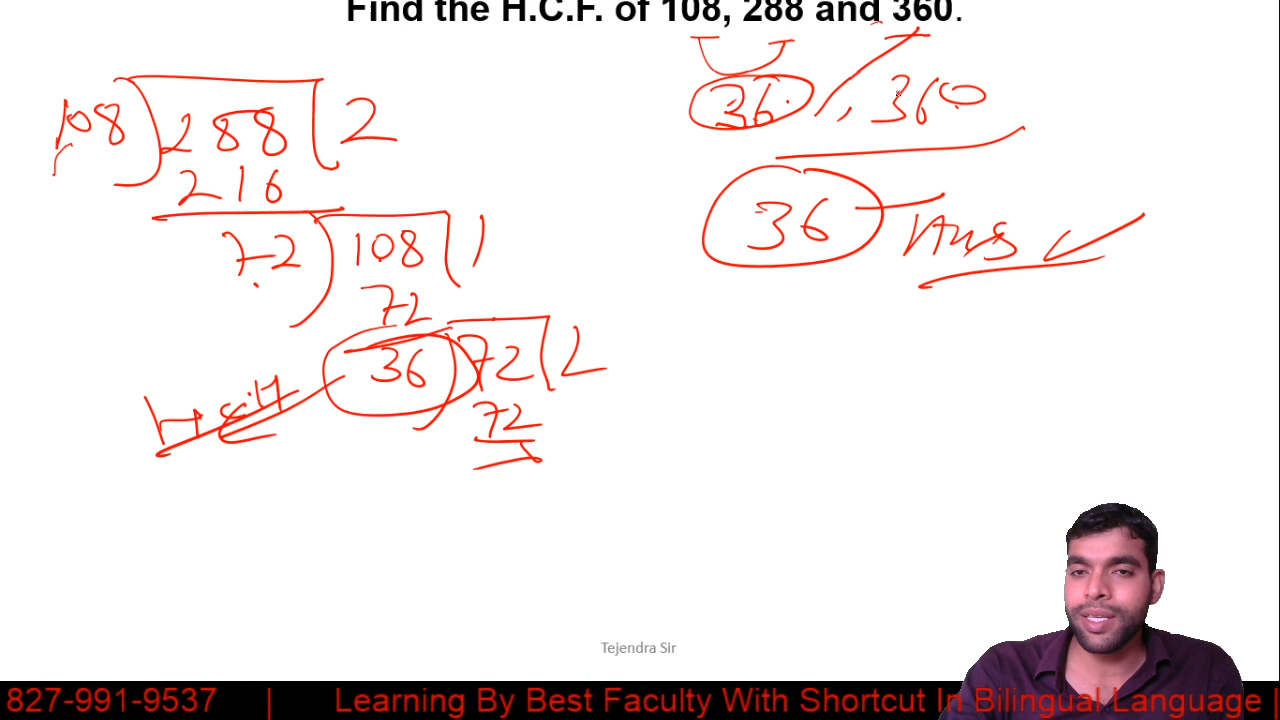 Find the H.C.F. of 108, 288 and 360.
108 ) 288 ( 2
216
72 ) 108 ( 1
72
36 ) 72 ( 2
72
36, 360
36 Ans
Tejendra Sir
827-991-9537 | Learning By Best Faculty With Shortcut In Bilingual Language |